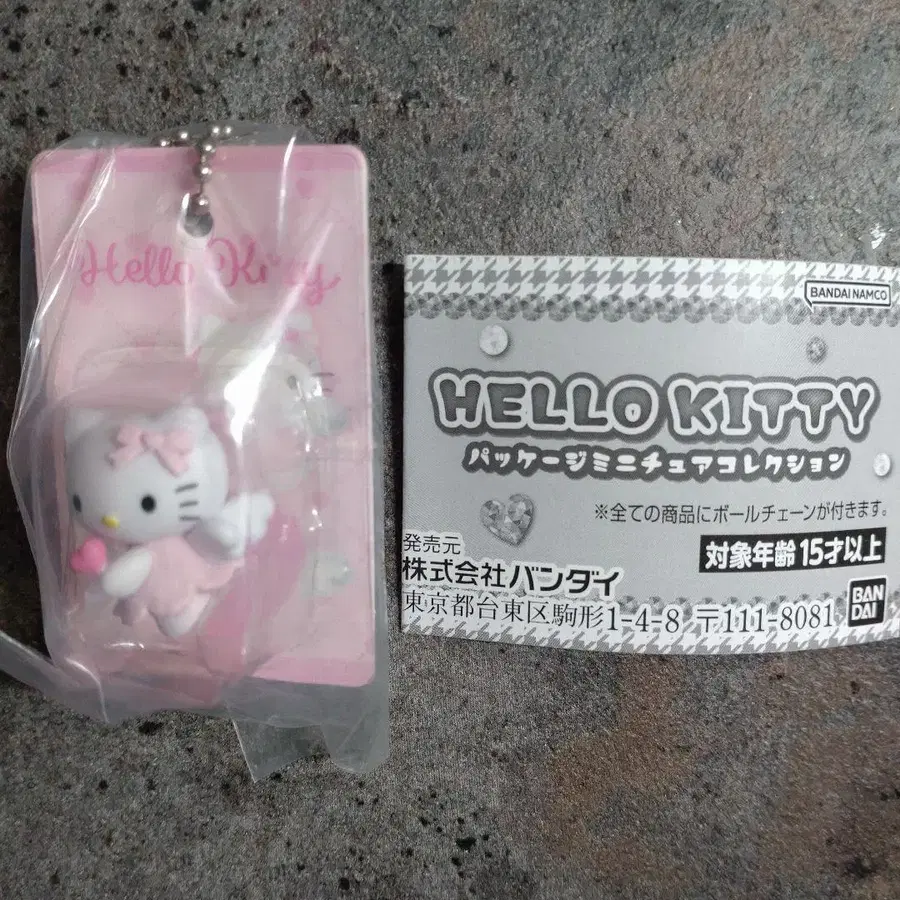 Hello Kitty
BANDAI NAMCO
HELLO KITTY
パッケージミニチュアコレクション
※全ての商品にボールチェーンが付きます。
発売元
対象年齢 15才以上
株式会社バンダイ
東京都台東区駒形1-4-8 〒111-8081
BAN
DAI